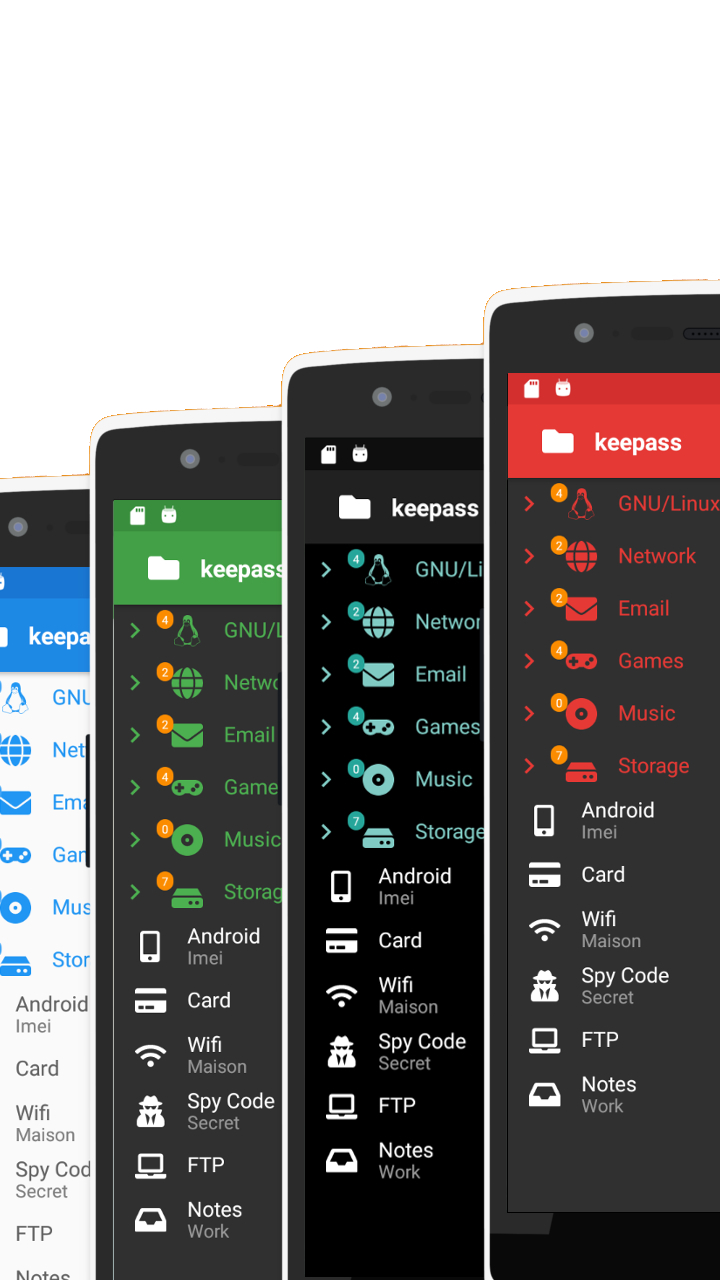 keepa
GNU
Net
Ema
Gar
Mus
Stor
Android
Imei
Card
Wifi
Maison
Spy Cod
Secret
FTP
Notes
keepass
4
GNU/L
2
Netwo
2
Email
4
Game
0
Music
7
Storag
Android
Imei
Card
Wifi
Maison
Spy Code
Secret
FTP
Notes
Work
keepass
4
GNU/Li
2
Networ
2
Email
4
Games
0
Music
7
Storage
Android
Imei
Card
Wifi
Maison
Spy Code
Secret
FTP
Notes
Work
keepass
4
GNU/Linux
2
Network
2
Email
4
Games
0
Music
7
Storage
Android
Imei
Card
Wifi
Maison
Spy Code
Secret
FTP
Notes
Work